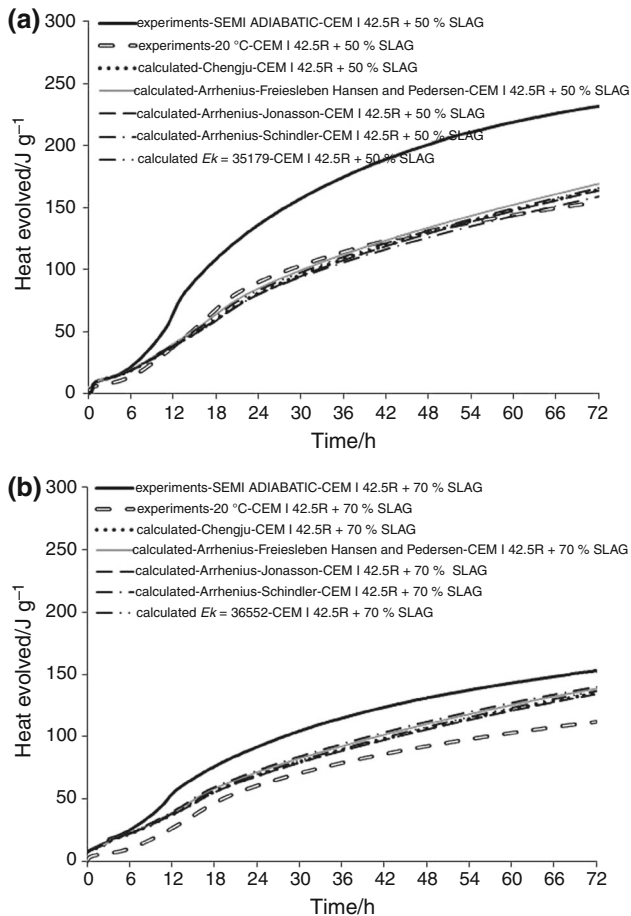 (a)
300
250
200
150
100
50
0
Heat evolved/J g⁻¹
experiments-SEMI ADIABATIC-CEM I 42.5R + 50 % SLAG
experiments-20 °C-CEM I 42.5R + 50 % SLAG
calculated-Chengju-CEM I 42.5R + 50 % SLAG
calculated-Arrhenius-Freiesleben Hansen and Pedersen-CEM I 42.5R + 50 % SLAG
calculated-Arrhenius-Jonasson-CEM I 42.5R + 50 % SLAG
calculated-Arrhenius-Schindler-CEM I 42.5R + 50 % SLAG
calculated Ek = 35179-CEM I 42.5R + 50 % SLAG
0 6 12 18 24 30 36 42 48 54 60 66 72
Time/h
(b)
300
250
200
150
100
50
0
Heat evolved/J g⁻¹
experiments-SEMI ADIABATIC-CEM I 42.5R + 70 % SLAG
experiments-20 °C-CEM I 42.5R + 70 % SLAG
calculated-Chengju-CEM I 42.5R + 70 % SLAG
calculated-Arrhenius-Freiesleben Hansen and Pedersen-CEM I 42.5R + 70 % SLAG
calculated-Arrhenius-Jonasson-CEM I 42.5R + 70 % SLAG
calculated-Arrhenius-Schindler-CEM I 42.5R + 70 % SLAG
calculated Ek = 36552-CEM I 42.5R + 70 % SLAG
0 6 12 18 24 30 36 42 48 54 60 66 72
Time/h